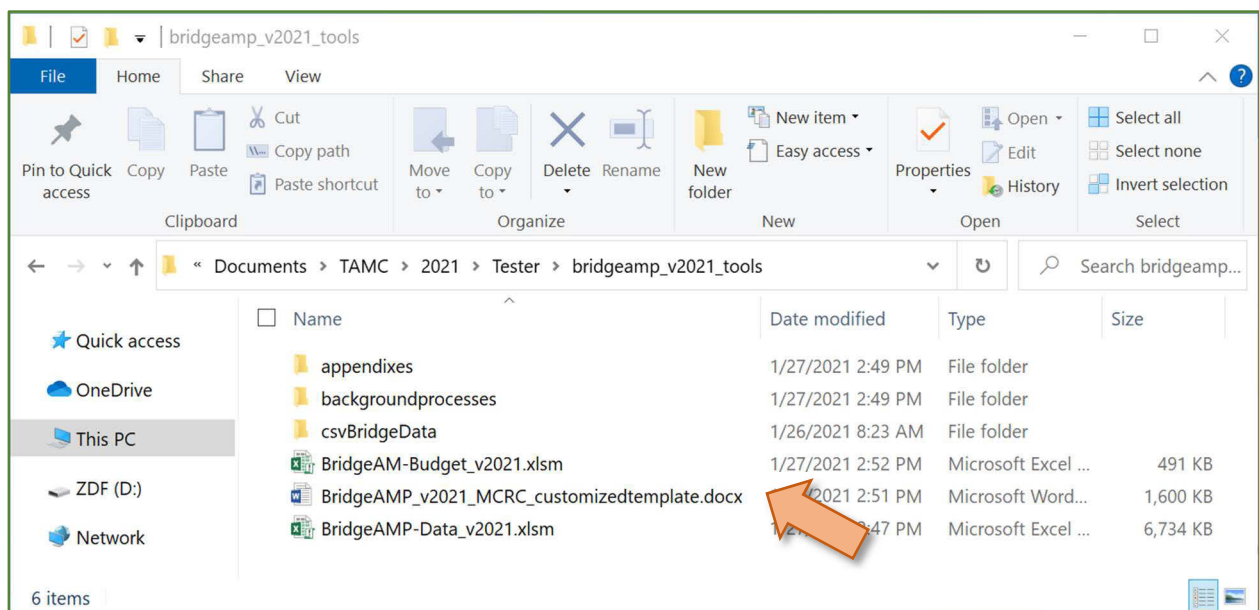 bridgeamp_v2021_tools
File Home Share View
Pin to Quick access
Copy
Paste
Cut
Copy path
Paste shortcut
Clipboard
Move to
Copy to
Delete
Rename
Organize
New folder
New item
Easy access
New
Properties
Open
Edit
History
Open
Select all
Select none
Invert selection
Select
« Documents > TAMC > 2021 > Tester > bridgeamp_v2021_tools
Search bridgeamp...
Quick access
OneDrive
This PC
ZDF (D:)
Network
Name Date modified Type Size
appendixes 1/27/2021 2:49 PM File folder
backgroundprocesses 1/27/2021 2:49 PM File folder
csvBridgeData 1/26/2021 8:23 AM File folder
BridgeAM-Budget_v2021.xlsm 1/27/2021 2:52 PM Microsoft Excel ... 491 KB
BridgeAMP_v2021_MCRC_customizedtemplate.docx 2:51 PM Microsoft Word... 1,600 KB
BridgeAMP-Data_v2021.xlsm PM Microsoft Excel ... 6,734 KB
6 items